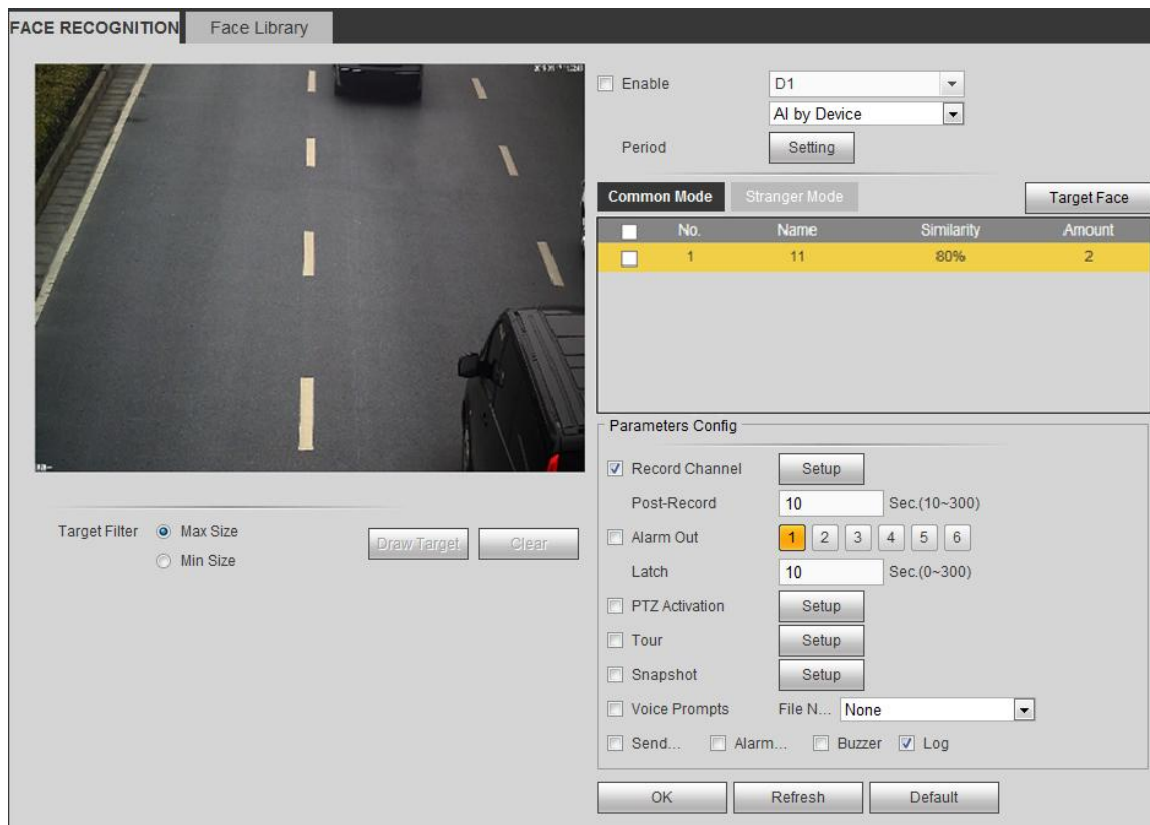 FACE RECOGNITION Face Library
Enable D1
AI by Device
Period Setting
Common Mode Stranger Mode Target Face
No. Name Similarity Amount
1 11 80% 2
Parameters Config
Record Channel Setup
Post-Record 10 Sec.(10~300)
Alarm Out 1 2 3 4 5 6
Latch 10 Sec.(0~300)
PTZ Activation Setup
Tour Setup
Snapshot Setup
Voice Prompts File N... None
Send... Alarm... Buzzer Log
OK Refresh Default
Target Filter Max Size Draw Target Clear
Min Size